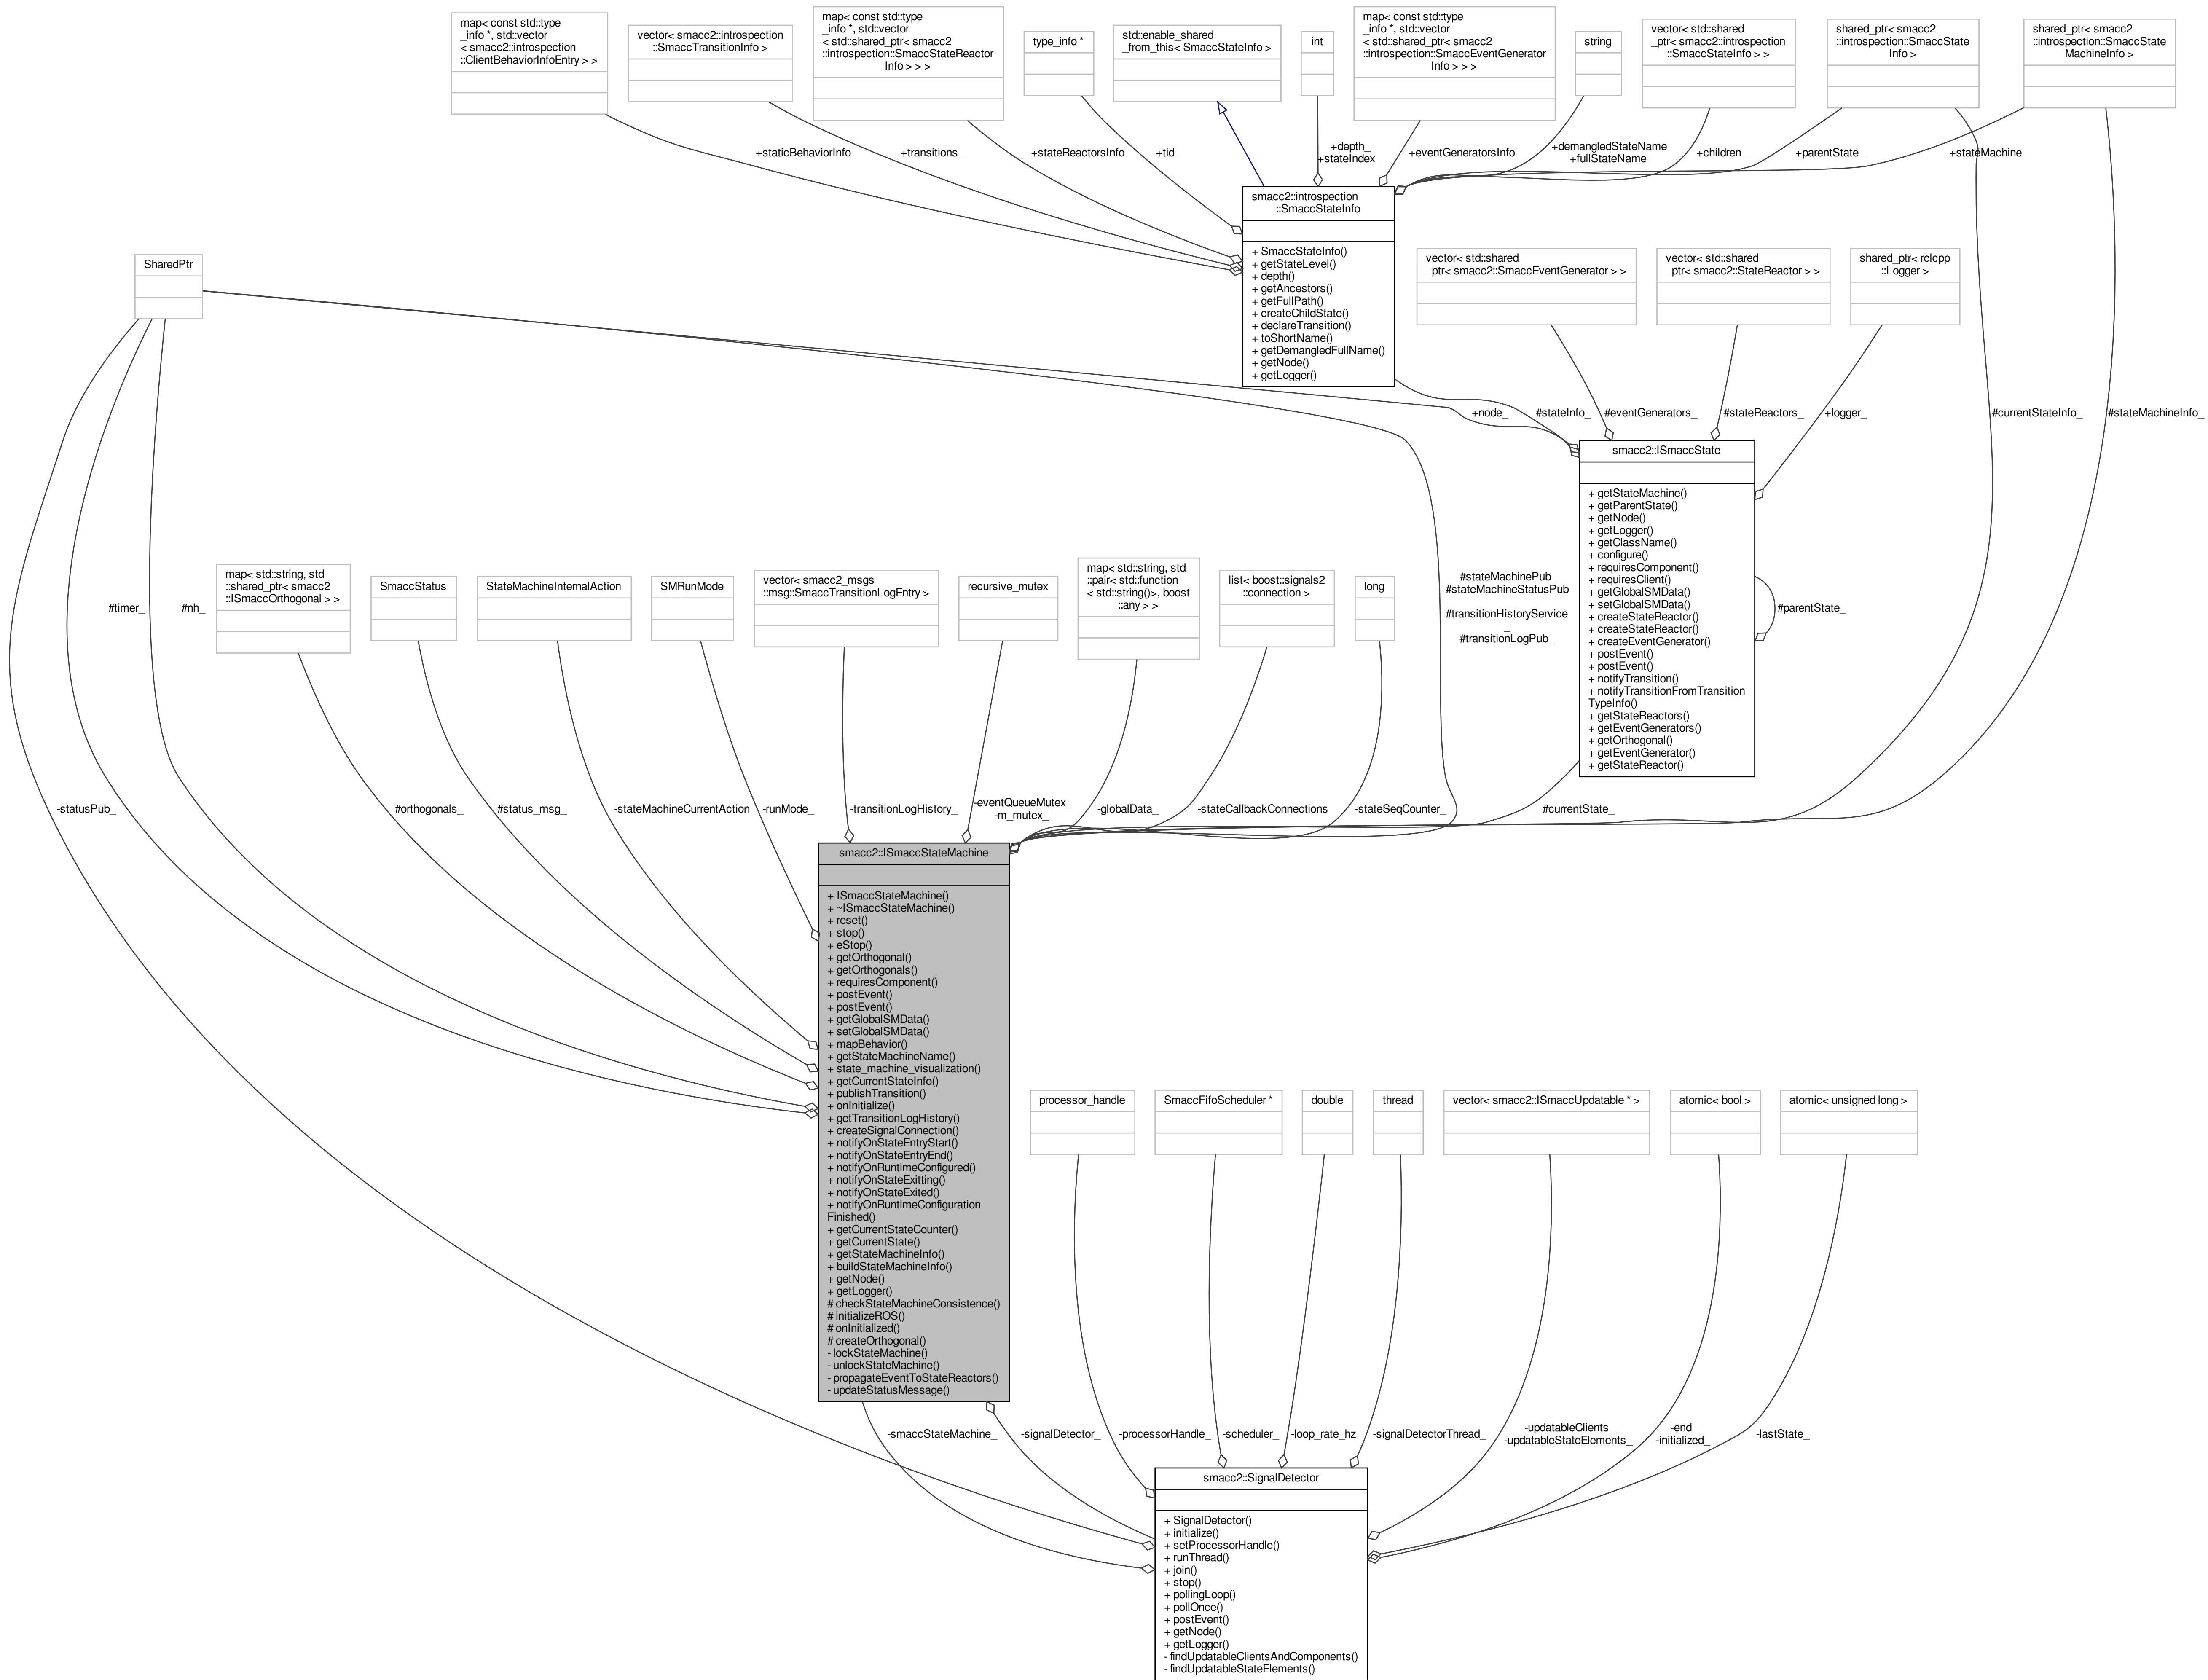 map< const std::type
_info *, std::vector
< smacc2::introspection
::ClientBehaviorInfoEntry > >
vector< smacc2::introspection
::SmaccTransitionInfo >
map< const std::type
_info *, std::vector
< std::shared_ptr< smacc2
::introspection::SmaccStateReactor
Info > > >
type_info *
std::enable_shared
_from_this< SmaccStateInfo >
int
map< const std::type
_info *, std::vector
< std::shared_ptr< smacc2
::introspection::SmaccEventGenerator
Info > > >
string
vector< std::shared
_ptr< smacc2::introspection
::SmaccStateInfo > >
shared_ptr< smacc2
::introspection::SmaccState
Info >
shared_ptr< smacc2
::introspection::SmaccState
MachineInfo >
+staticBehaviorInfo
+transitions_
+stateReactorsInfo
+tid_
+depth_
+stateIndex_
+eventGeneratorsInfo
+demangledStateName
+fullStateName
+children_
+parentState_
+stateMachine_
smacc2::introspection
::SmaccStateInfo
+ SmaccStateInfo()
+ getStateLevel()
+ depth()
+ getAncestors()
+ getFullPath()
+ createChildState()
+ declareTransition()
+ toShortName()
+ getDemangledFullName()
+ getNode()
+ getLogger()
SharedPtr
vector< std::shared
_ptr< smacc2::SmaccEventGenerator > >
vector< std::shared
_ptr< smacc2::StateReactor > >
shared_ptr< rclcpp
::Logger >
+node_
#stateInfo_
#eventGenerators_
#stateReactors_
+logger_
#currentStateInfo_
#stateMachineInfo_
smacc2::ISmaccState
+ getStateMachine()
+ getParentState()
+ getNode()
+ getLogger()
+ getClassName()
+ configure()
+ requiresComponent()
+ requiresClient()
+ getGlobalSMData()
+ setGlobalSMData()
+ createStateReactor()
+ createStateReactor()
+ createEventGenerator()
+ postEvent()
+ postEvent()
+ notifyTransition()
+ notifyTransitionFromTransition
TypeInfo()
+ getStateReactors()
+ getEventGenerators()
+ getOrthogonal()
+ getEventGenerator()
+ getStateReactor()
#parentState_
#timer_
#nh_
map< std::string, std
::shared_ptr< smacc2
::ISmaccOrthogonal > >
SmaccStatus
StateMachineInternalAction
SMRunMode
vector< smacc2_msgs
::msg::SmaccTransitionLogEntry >
recursive_mutex
map< std::string, std
::pair< std::function
< std::string()>, boost
::any > >
list< boost::signals2
::connection >
long
#stateMachinePub_
#stateMachineStatusPub
_
#transitionHistoryService
_
#transitionLogPub_
-statusPub_
#orthogonals_
#status_msg_
-stateMachineCurrentAction
-runMode_
-transitionLogHistory_
-eventQueueMutex_
-m_mutex_
-globalData_
-stateCallbackConnections
-stateSeqCounter_
#currentState_
smacc2::ISmaccStateMachine
+ ISmaccStateMachine()
+ ~ISmaccStateMachine()
+ reset()
+ stop()
+ eStop()
+ getOrthogonal()
+ getOrthogonals()
+ requiresComponent()
+ postEvent()
+ postEvent()
+ getGlobalSMData()
+ setGlobalSMData()
+ mapBehavior()
+ getStateMachineName()
+ state_machine_visualization()
+ getCurrentStateInfo()
+ publishTransition()
+ onInitialize()
+ getTransitionLogHistory()
+ createSignalConnection()
+ notifyOnStateEntryStart()
+ notifyOnStateEntryEnd()
+ notifyOnRuntimeConfigured()
+ notifyOnStateExitting()
+ notifyOnStateExited()
+ notifyOnRuntimeConfiguration
Finished()
+ getCurrentStateCounter()
+ getCurrentState()
+ getStateMachineInfo()
+ buildStateMachineInfo()
+ getNode()
+ getLogger()
# checkStateMachineConsistence()
# initializeROS()
# onInitialized()
# createOrthogonal()
- lockStateMachine()
- unlockStateMachine()
- propagateEventToStateReactors()
- updateStatusMessage()
processor_handle
SmaccFifoScheduler *
double
thread
vector< smacc2::ISmaccUpdatable * >
atomic< bool >
atomic< unsigned long >
-smaccStateMachine_
-signalDetector_
-processorHandle_
-scheduler_
-loop_rate_hz
-signalDetectorThread_
-updatableClients_
-updatableStateElements_
-end_
-initialized_
-lastState_
smacc2::SignalDetector
+ SignalDetector()
+ initialize()
+ setProcessorHandle()
+ runThread()
+ join()
+ stop()
+ pollingLoop()
+ pollOnce()
+ postEvent()
+ getNode()
+ getLogger()
- findUpdatableClientsAndComponents()
- findUpdatableStateElements()